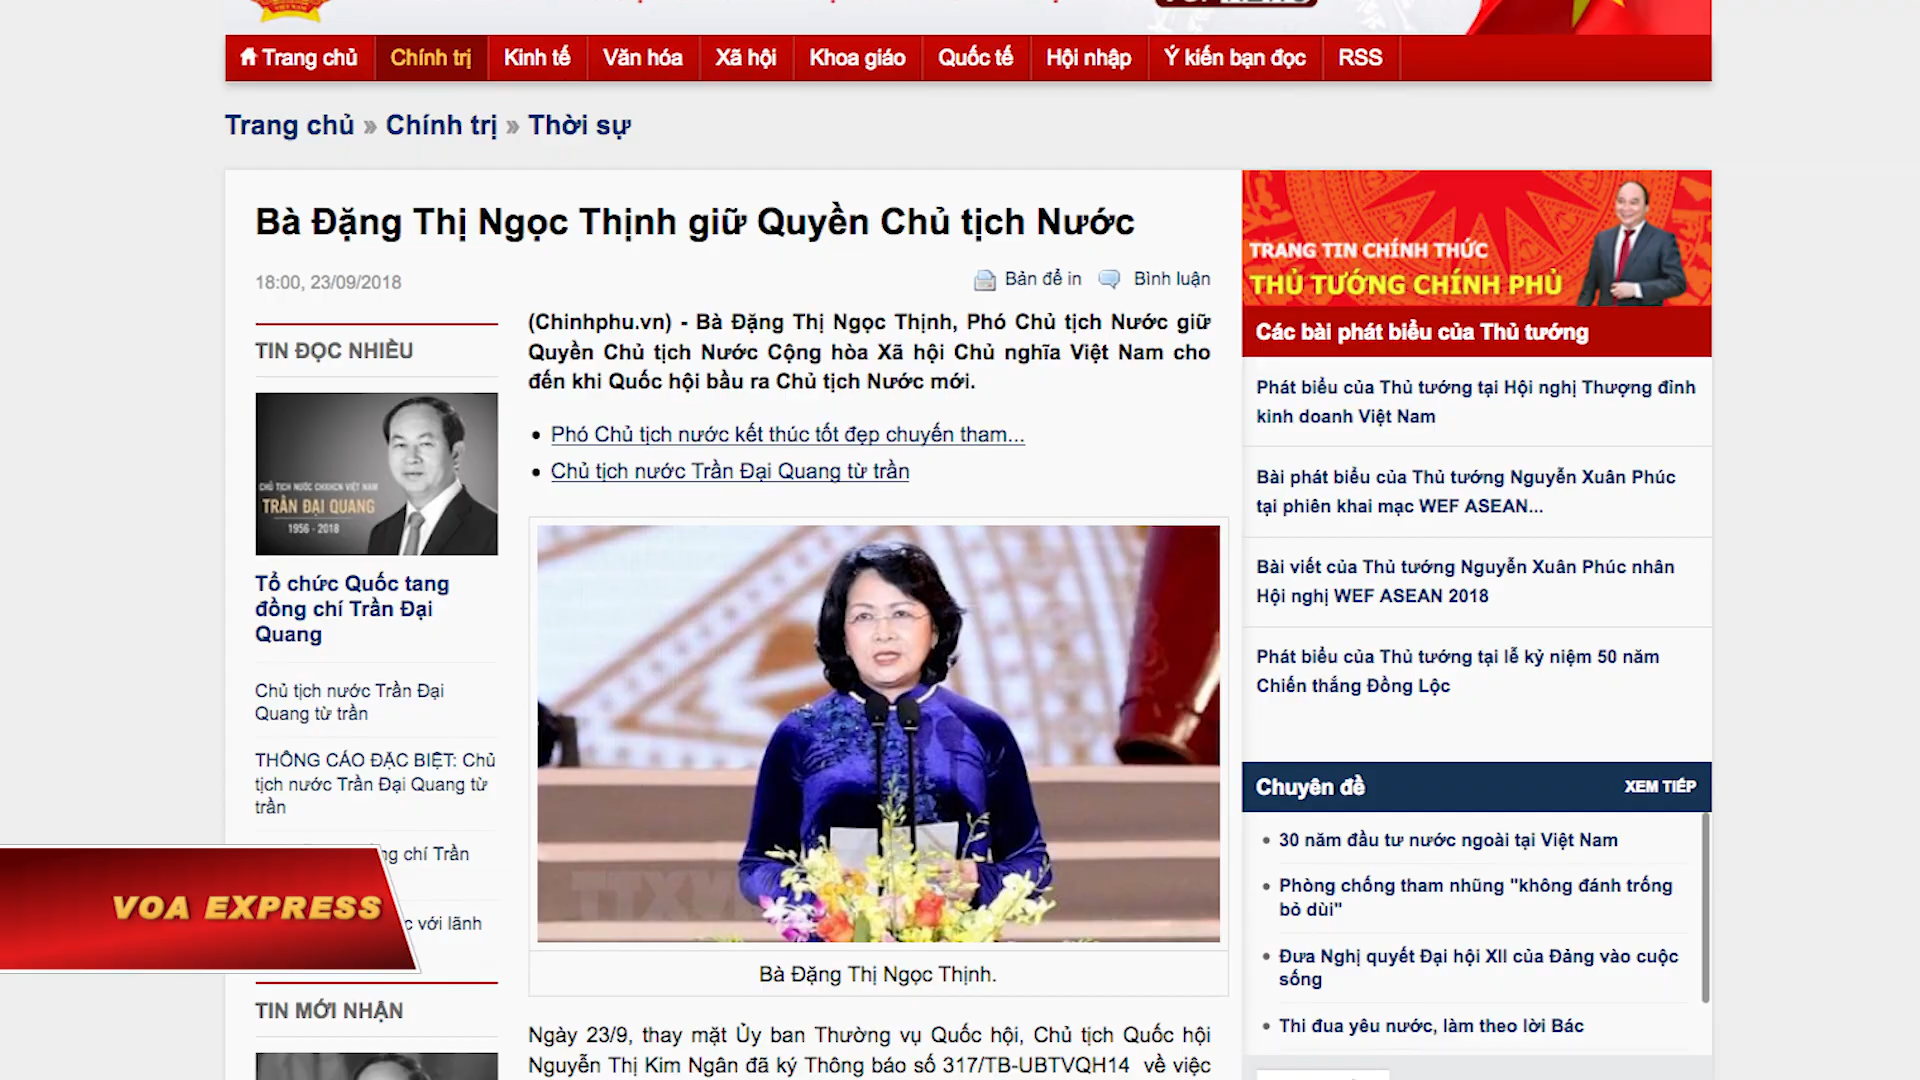 Trang chủ
Chính trị
Kinh tế
Văn hóa
Xã hội
Khoa giáo
Quốc tế
Hội nhập
Ý kiến bạn đọc
RSS
Trang chủ » Chính trị » Thời sự
Bà Đặng Thị Ngọc Thịnh giữ Quyền Chủ tịch Nước
18:00, 23/09/2018
Bản để in
Bình luận
TIN ĐỌC NHIỀU
CHỦ TỊCH NƯỚC CHXHCN VIỆT NAM
TRẦN ĐẠI QUANG
1956 - 2018
Tổ chức Quốc tang
đồng chí Trần Đại
Quang
Chủ tịch nước Trần Đại
Quang từ trần
THÔNG CÁO ĐẶC BIỆT: Chủ
tịch nước Trần Đại Quang từ
trần
chí Trần
với lãnh
VOA EXPRESS
TIN MỚI NHẬN
(Chinhphu.vn) - Bà Đặng Thị Ngọc Thịnh, Phó Chủ tịch Nước giữ
Quyền Chủ tịch Nước Cộng hòa Xã hội Chủ nghĩa Việt Nam cho
đến khi Quốc hội bầu ra Chủ tịch Nước mới.
• Phó Chủ tịch nước kết thúc tốt đẹp chuyến tham...
• Chủ tịch nước Trần Đại Quang từ trần
Bà Đặng Thị Ngọc Thịnh.
Ngày 23/9, thay mặt Ủy ban Thường vụ Quốc hội, Chủ tịch Quốc hội
Nguyễn Thị Kim Ngân đã ký Thông báo số 317/TB-UBTVQH14 về việc
TRANG TIN CHÍNH THỨC
THỦ TƯỚNG CHÍNH PHỦ
Các bài phát biểu của Thủ tướng
Phát biểu của Thủ tướng tại Hội nghị Thượng đỉnh
kinh doanh Việt Nam
Bài phát biểu của Thủ tướng Nguyễn Xuân Phúc
tại phiên khai mạc WEF ASEAN...
Bài viết của Thủ tướng Nguyễn Xuân Phúc nhân
Hội nghị WEF ASEAN 2018
Phát biểu của Thủ tướng tại lễ kỷ niệm 50 năm
Chiến thắng Đồng Lộc
Chuyên đề
XEM TIẾP
• 30 năm đầu tư nước ngoài tại Việt Nam
• Phòng chống tham nhũng "không đánh trống
bỏ dùi"
• Đưa Nghị quyết Đại hội XII của Đảng vào cuộc
sống
• Thi đua yêu nước, làm theo lời Bác